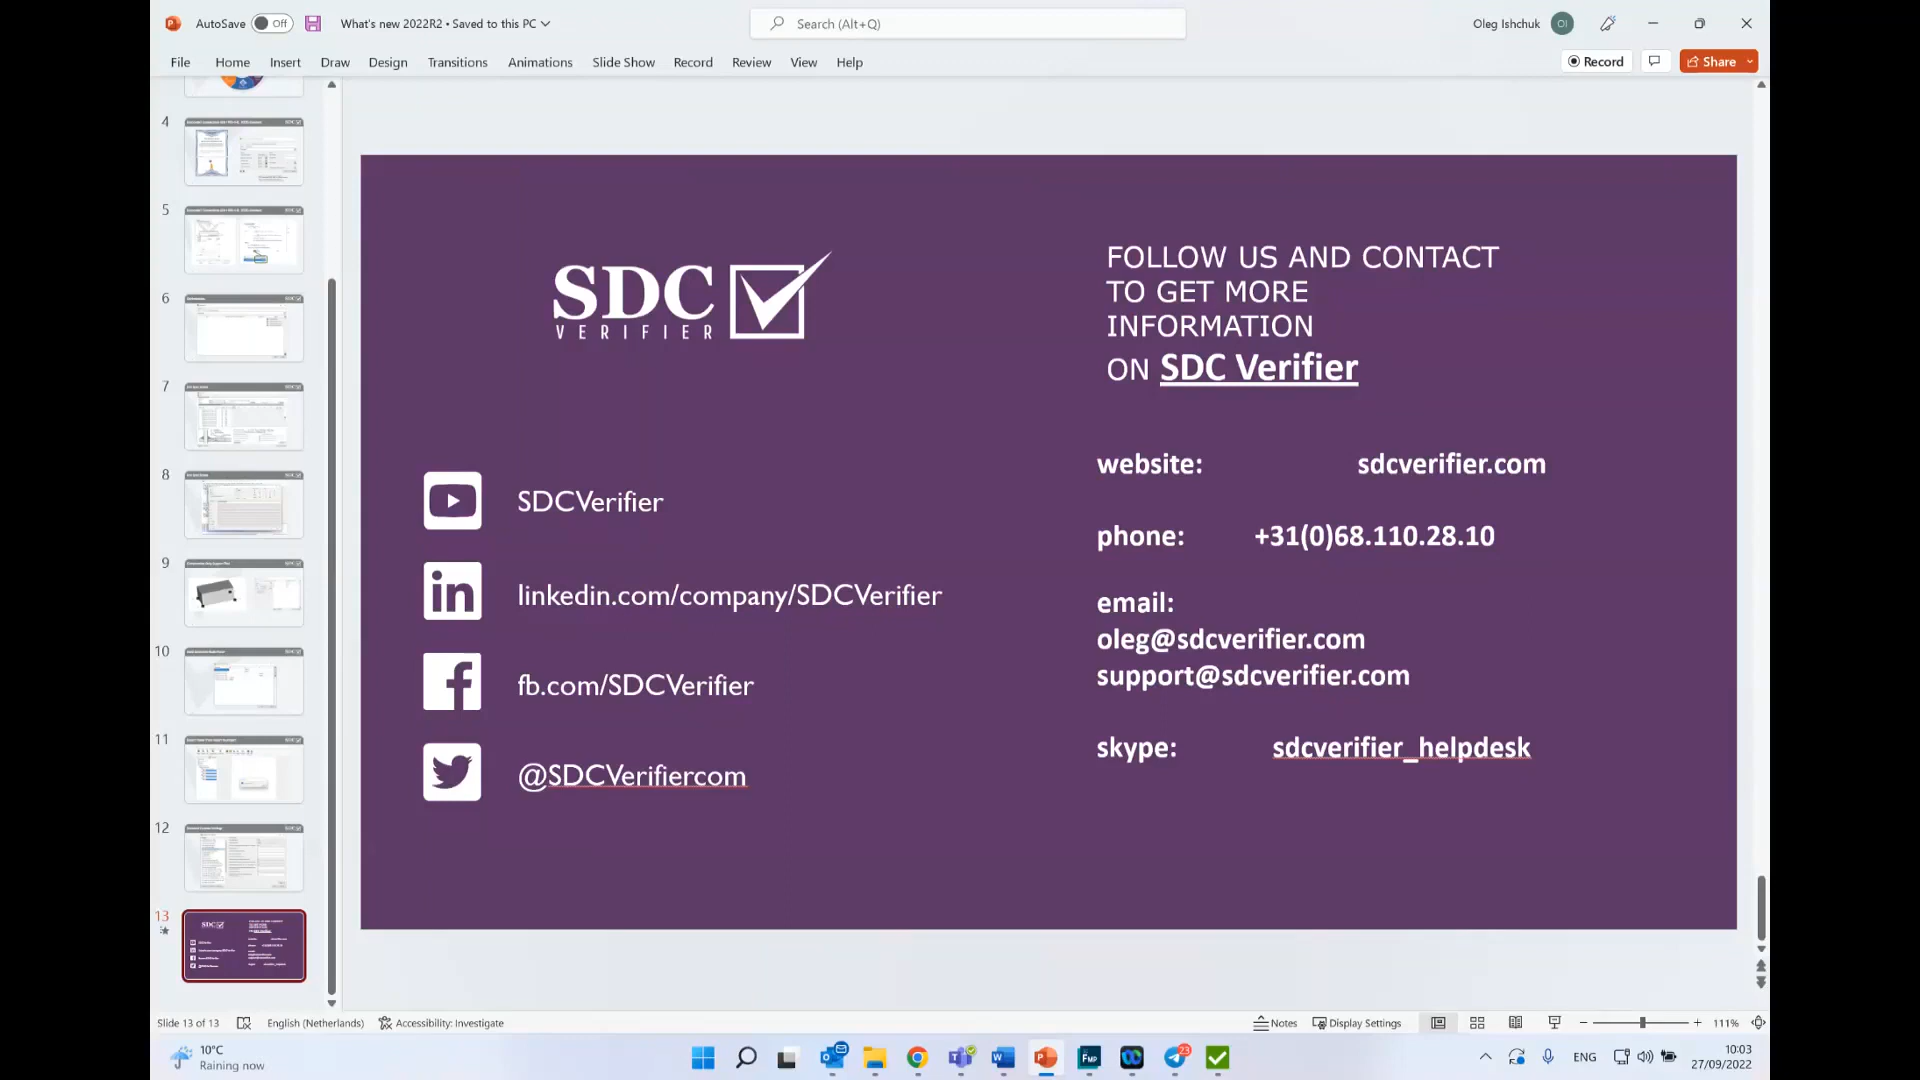 AutoSave Off What's new 2022R2 • Saved to this PC
Search (Alt+Q)
Oleg Ishchuk OI
File Home Insert Draw Design Transitions Animations Slide Show Record Review View Help
Record Share
4
5
6
7
8
9
10
11
12
13
SDC
VERIFIER
SDCVerifier
linkedin.com/company/SDCVerifier
fb.com/SDCVerifier
@SDCVerifiercom
FOLLOW US AND CONTACT
TO GET MORE
INFORMATION
ON SDC Verifier
website: sdcverifier.com
phone: +31(0)68.110.28.10
email:
oleg@sdcverifier.com
support@sdcverifier.com
skype: sdcverifier_helpdesk
Slide 13 of 13 English (Netherlands) Accessibility: Investigate Notes Display Settings 111%
10°C
Raining now
FMP
23
ENG
10:03
27/09/2022